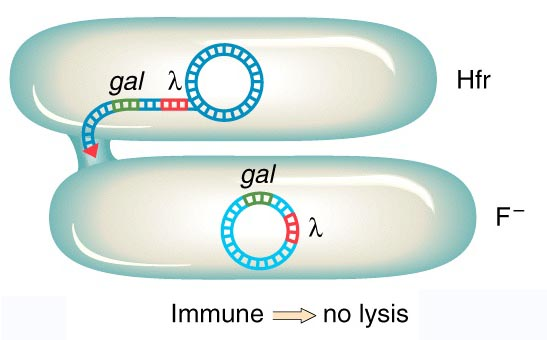 gal λ
Hfr
gal
λ
F⁻
Immune ⇒ no lysis